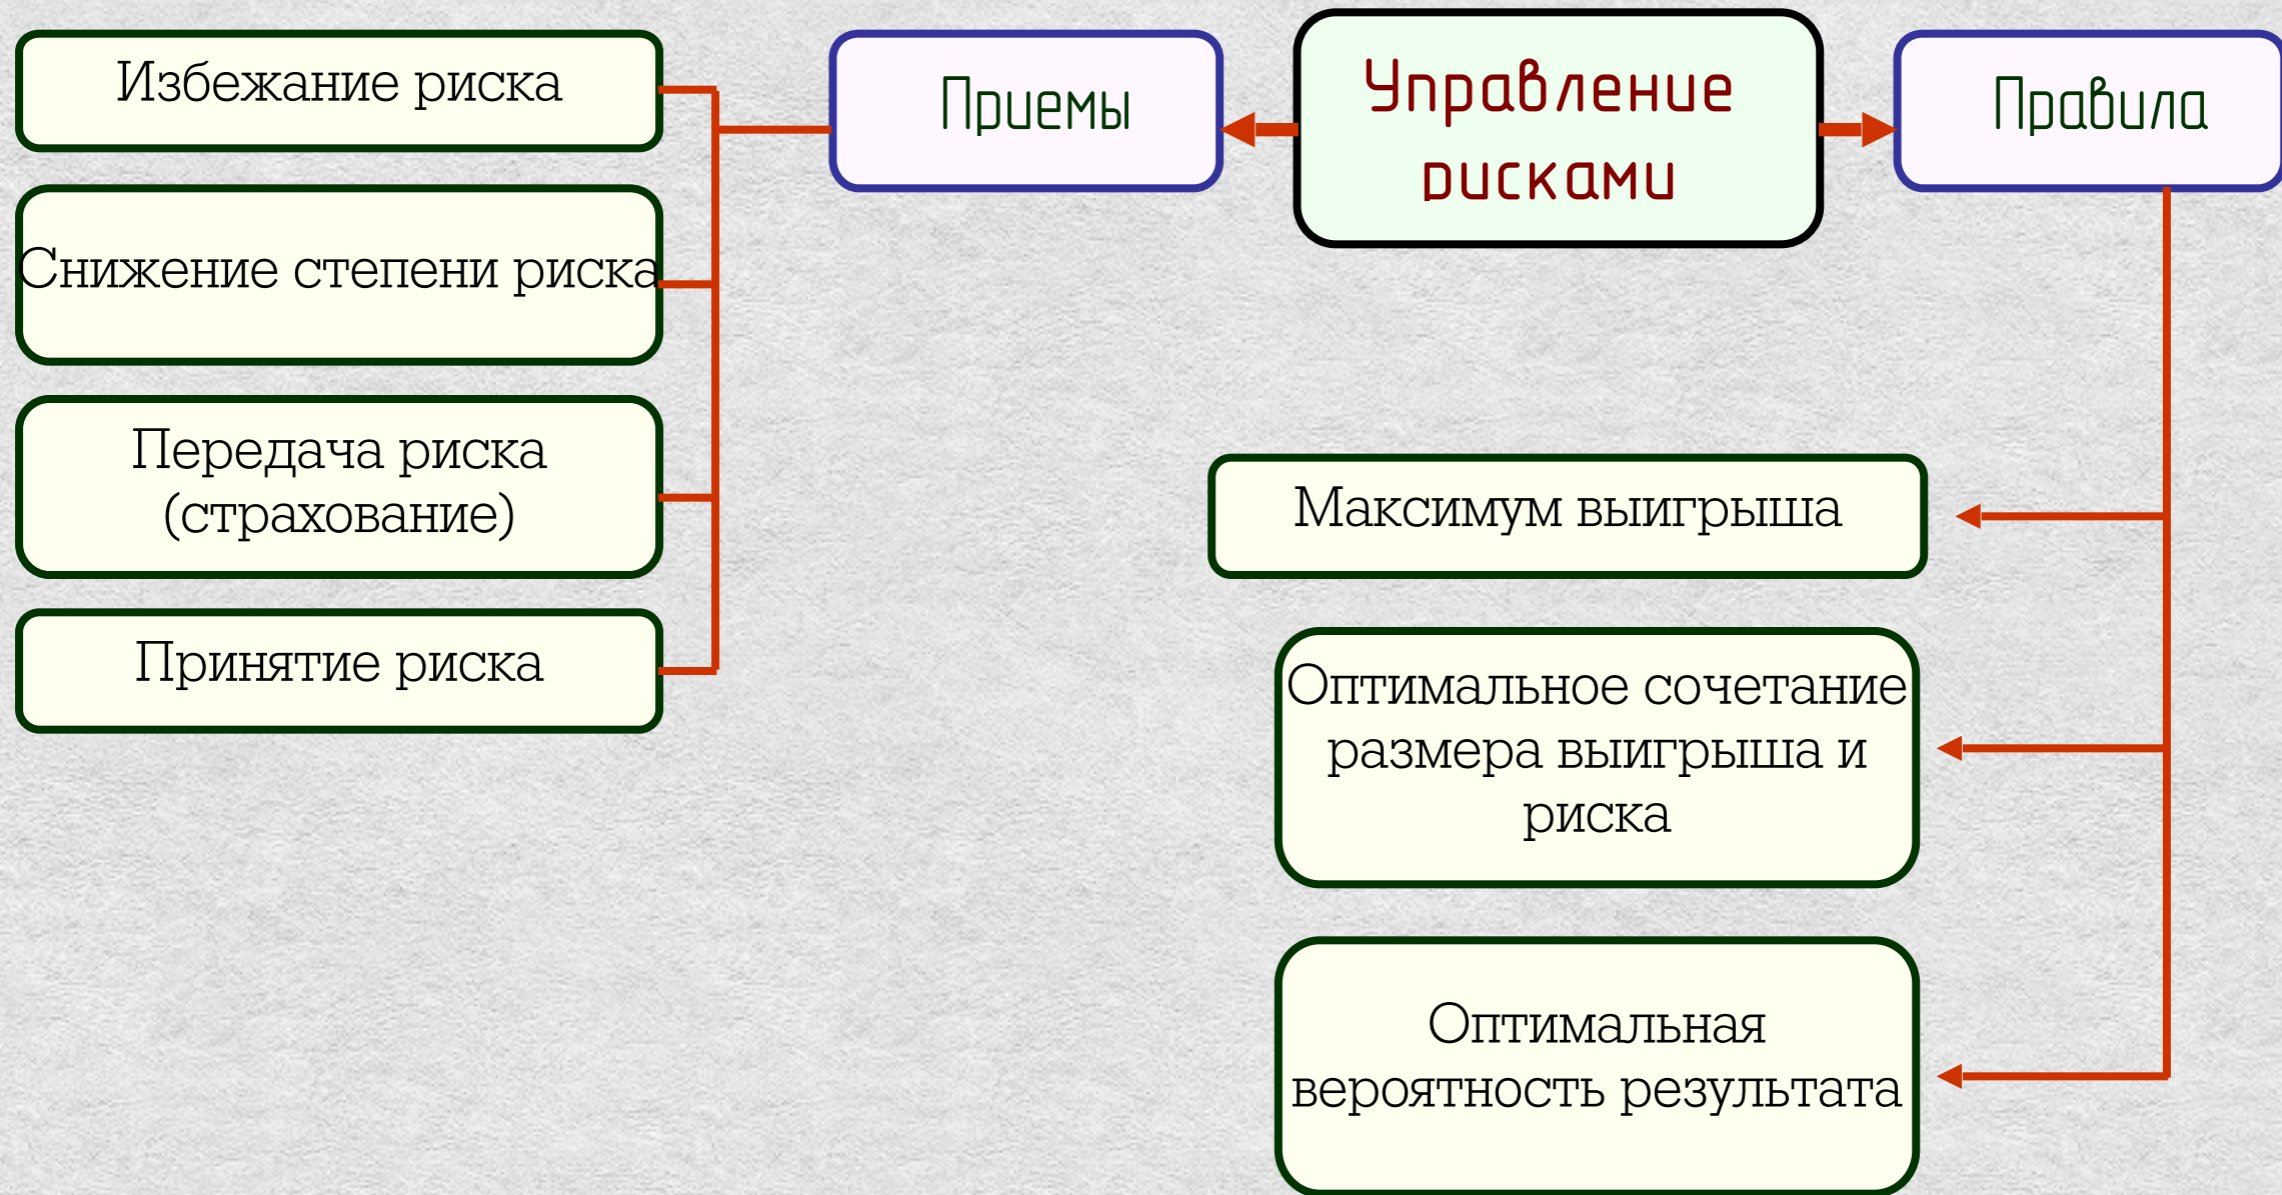 Управление
рисками
Приемы
Правила
Избежание риска
Снижение степени риска
Передача риска
(страхование)
Принятие риска
Максимум выигрыша
Оптимальное сочетание
размера выигрыша и
риска
Оптимальная
вероятность результата